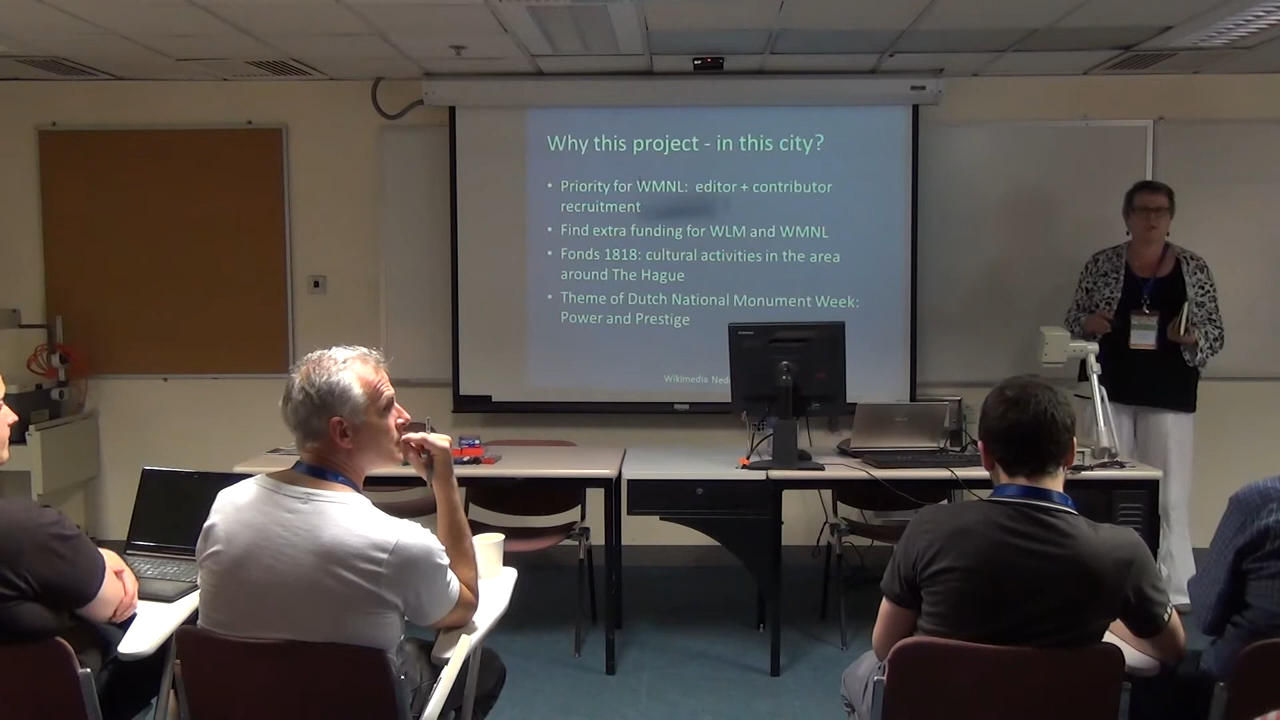 Why this project - in this city?
• Priority for WMNL: editor + contributor
recruitment
• Find extra funding for WLM and WMNL
• Fonds 1818: cultural activities in the area
around The Hague
• Theme of Dutch National Monument Week:
Power and Prestige
Wikimedia